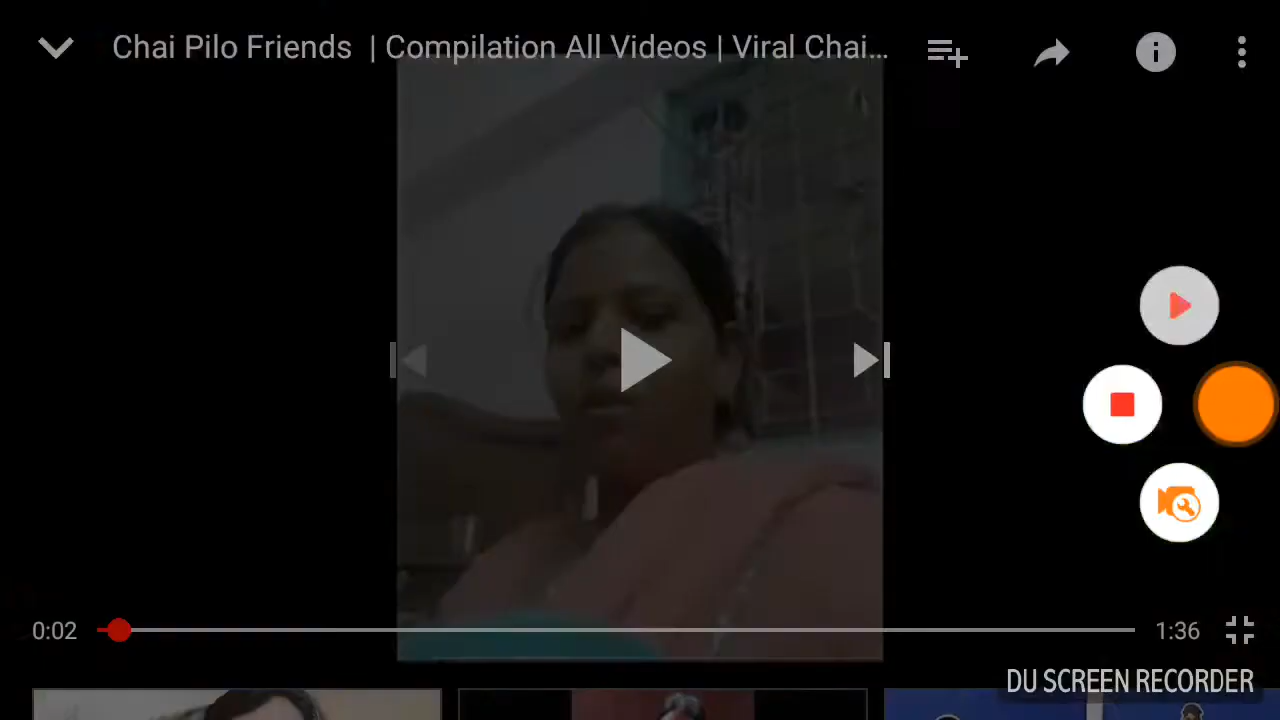 Chai Pilo Friends | Compilation All Videos | Viral Chai...
0:02
1:36
DU SCREEN RECORDER